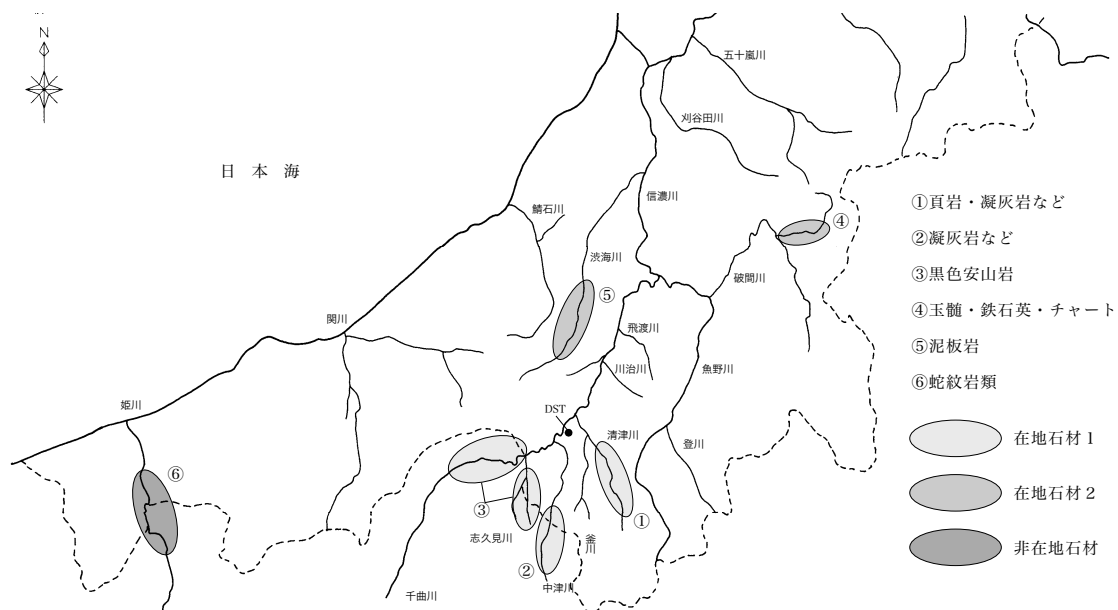 N
日本海
五十嵐川
刈谷田川
信濃川
鯖石川
渋海川
④
⑤
破間川
関川
飛渡川
川治川
魚野川
姫川
DST
清津川
登川
⑥
③
①
志久見川
釜川
②
中津川
千曲川
①頁岩・凝灰岩など
②凝灰岩など
③黒色安山岩
④玉髄・鉄石英・チャート
⑤泥板岩
⑥蛇紋岩類
在地石材1
在地石材2
非在地石材